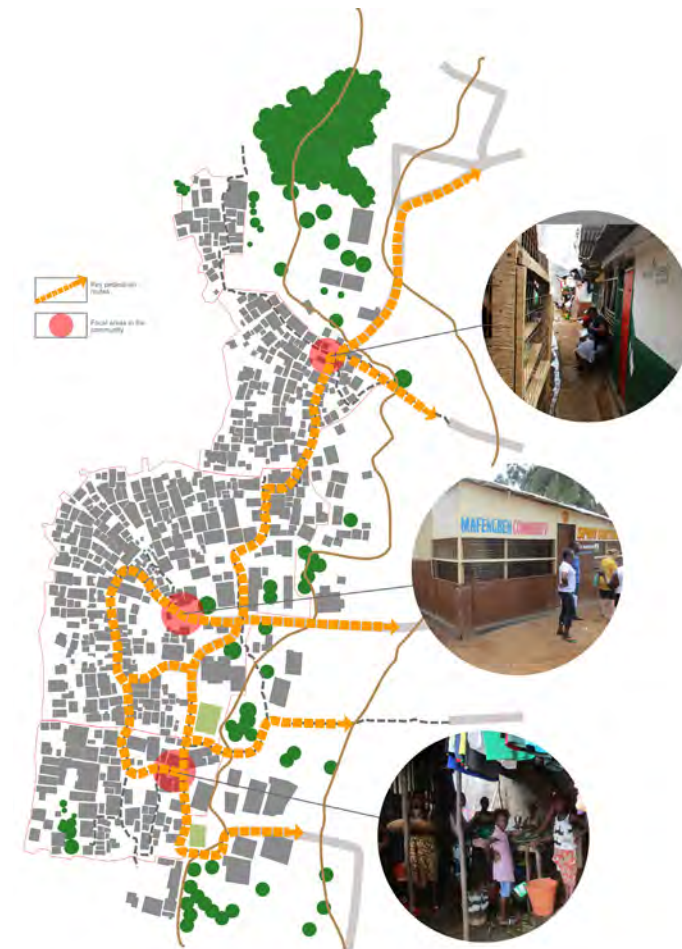 Key pedestrian
routes
Focal areas in the
community
MAFENGBEH COMMUNITY